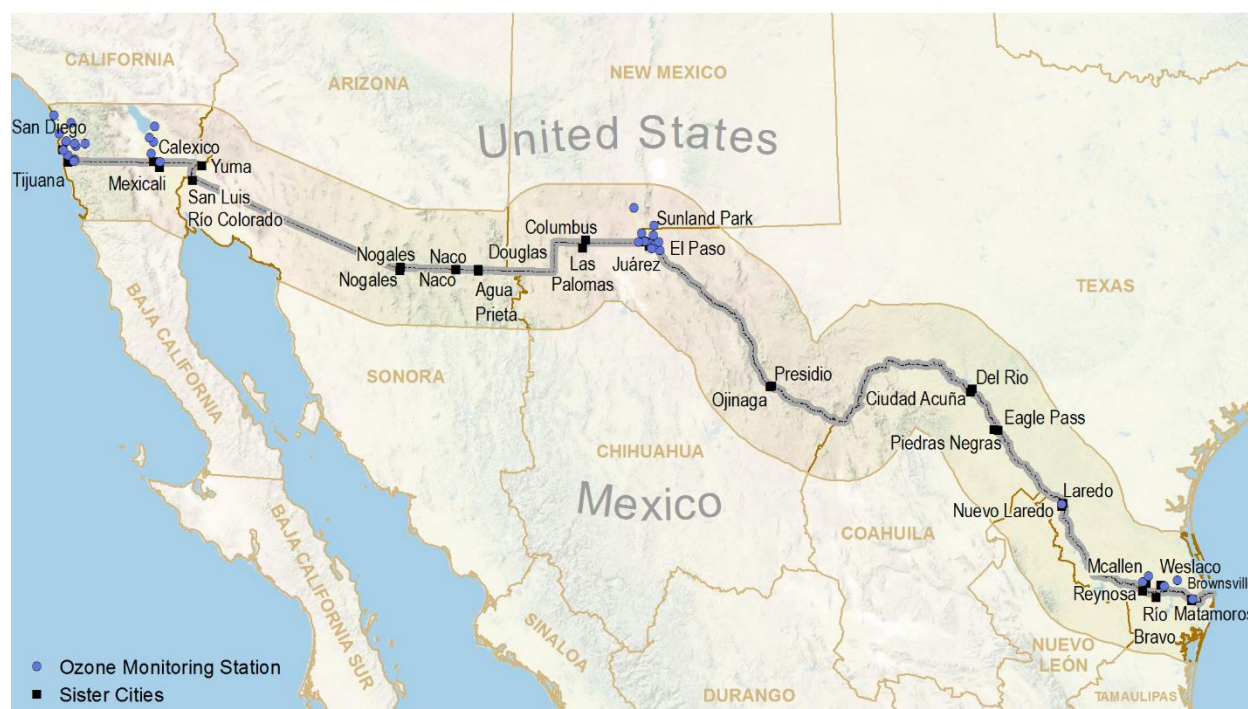 CALIFORNIA
ARIZONA
NEW MEXICO
United States
San Diego
Calexico
Yuma
Tijuana
Mexicali
San Luis
Río Colorado
Sunland Park
Columbus
El Paso
Juárez
Las
Palomas
Nogales
Nogales
Naco
Naco
Douglas
Agua
Prieta
TEXAS
BAJA CALIFORNIA
SONORA
Presidio
Ojinaga
Del Rio
Ciudad Acuña
Eagle Pass
Piedras Negras
CHIHUAHUA
Mexico
Laredo
Nuevo Laredo
COAHUILA
Mcallen
Weslaco
Brownsvill
Reynosa
Río
Bravo
Matamoros
BAJA CALIFORNIA SUR
SINALOA
DURANGO
NUEVO
LEÓN
TAMAULIPAS
Ozone Monitoring Station
Sister Cities